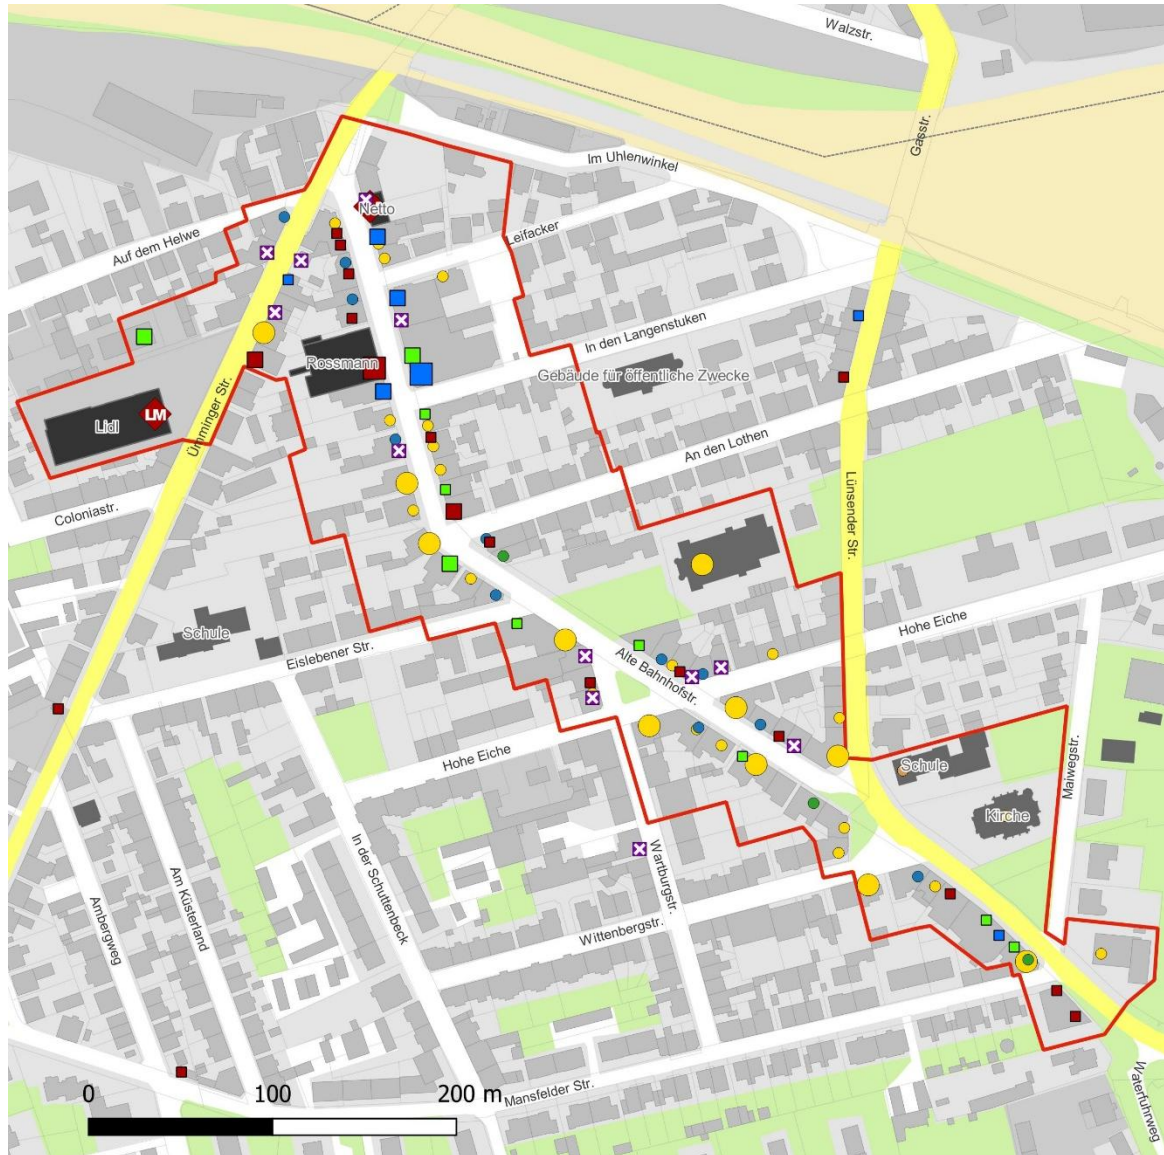 Walzstr.
Gasstr.
Im Uhlenwinkel
Netto
Leifacker
Auf dem Helwe
In den Langenstuken
Rossmann
Gebäude für öffentliche Zwecke
LM
Lidl
Ümminger Str.
An den Lothen
Coloniastr.
Lünsender Str.
Schule
Hohe Eiche
Eislebener Str.
Alte Bahnhofstr.
Hohe Eiche
Schule
Maiwegstr.
Kirche
In der Schuttenbeck
Wartburgstr.
Am Küsterland
Ambergweg
Wittenbergstr.
Mansfelder Str.
Waterfuhrweg
0 100 200 m